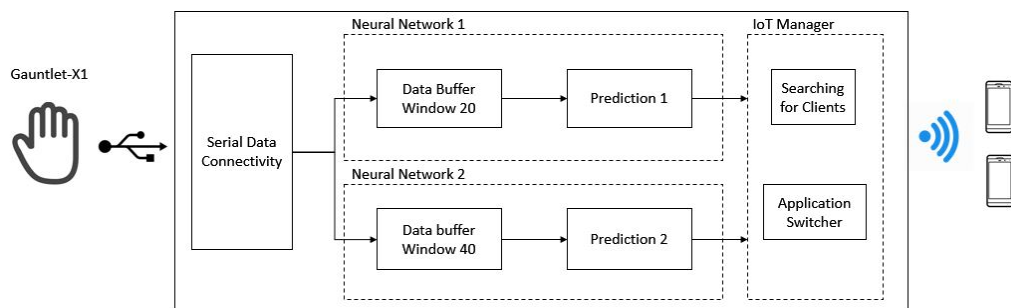 Neural Network 1
IoT Manager
Gauntlet-X1
Data Buffer
Window 20
Prediction 1
Searching
for Clients
Serial Data
Connectivity
Neural Network 2
Data buffer
Window 40
Prediction 2
Application
Switcher